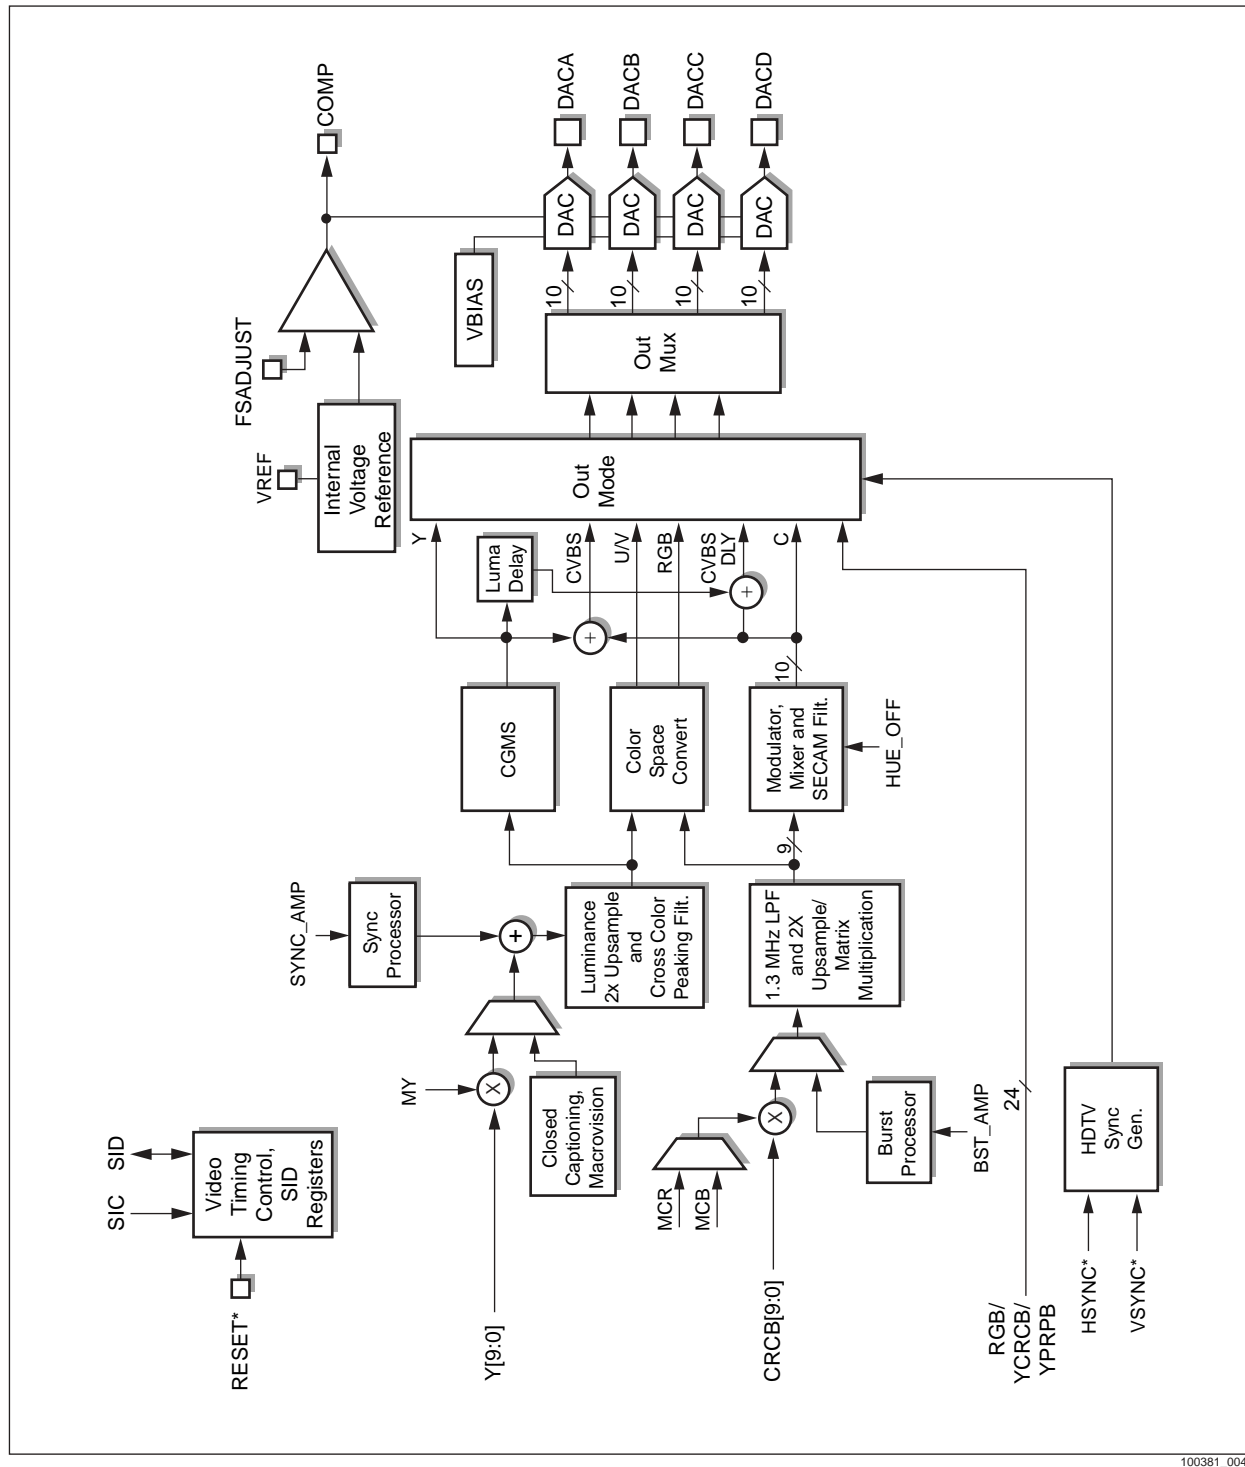 SIC
SID
Video
Timing
Control,
SID
Registers
RESET*
FSADJUST
VREF
Internal
Voltage
Reference
COMP
SYNC_AMP
Sync
Processor
MY
X
Y[9:0]
Closed
Captioning,
Macrovision
+
Luminance
2x Upsample
and
Cross Color
Peaking Filt.
CGMS
Luma
Delay
+
+
Color
Space
Convert
MCR
MCB
X
CRCB[9:0]
Burst
Processor
BST_AMP
1.3 MHz LPF
and 2X
Upsample/
Matrix
Multiplication
9
Modulator,
Mixer and
SECAM Filt.
HUE_OFF
10
Y
CVBS
U/V
RGB
CVBS
DLY
C
Out
Mode
Out
Mux
VBIAS
10
10
10
10
DAC
DAC
DAC
DAC
DACA
DACB
DACC
DACD
RGB/
YCRCB/
YPRPB
24
HSYNC*
VSYNC*
HDTV
Sync
Gen.
100381_004